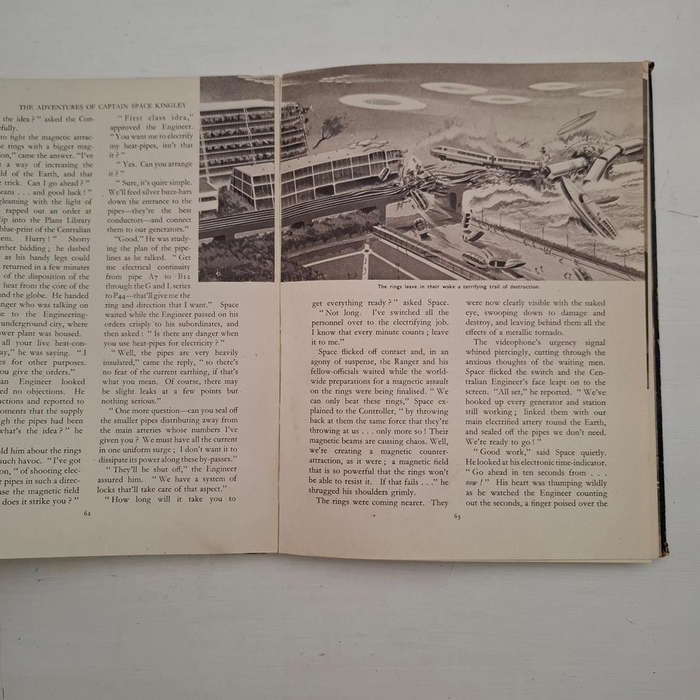 THE ADVENTURES OF CAPTAIN SPACE KINGLEY
the idea ? " asked the Con-
fully.
to fight the magnetic attrac-
e rings with a bigger mag-
on," came the answer. "I've
a way of increasing the
ld of the Earth, and that
trick. Can I go ahead ? "
eans . . . and good luck ! "
gleaming with the light of
rapped out an order at
lip into the Plans Library
blue-print of the Centralian
em. Hurry ! " Shorty
rther bidding ; he dashed
as his handy legs could
returned in a few minutes
of the disposition of the
heat from the core of the
und the globe. He handed
anger who was talking on
e to the Engineering-
underground city, where
ower plant was housed.
all your live heat-con-
ay," he was saving. " I
es for other purposes.
ou give the orders."
an Engineer looked
ed no objections. He
uctions and reported to
oments that the supply
gh the pipes had been
what's the idea ? " he
old him about the rings
uch havoc. " I've got
on, " of shooting elec-
e pipes in such a direc-
ase the magnetic field
does it strike you ? "
64
" First class idea,"
approved the Engineer.
" You want me to electrify
my heat-pipes, isn't that
it ? "
" Yes. Can you arrange
it ? "
" Sure, it's quite simple.
We'll feed silver buzz-bars
down the entrance to the
pipes—they're the best
conductors—and connect
them to our generators."
" Good." He was study-
ing the plan of the pipe-
lines as he talked. " Get
me electrical continuity
from pipe A7 to B22
through the G and L series
to F44—that'll give me the
ring and direction that I want." Space
waited while the Engineer passed on his
orders crisply to his subordinates, and
then asked : " Is there any danger when
you use heat-pipes for electricity ? "
" Well, the pipes are very heavily
insulated," came the reply, " so there's
no fear of the current earthing, if that's
what you mean. Of course, there may
be slight leaks at a few points but
nothing serious."
" One more question—can you seal off
the smaller pipes distributing away from
the main arteries whose numbers I've
given you ? We must have all the current
in one uniform surge ; I don't want it to
dissipate its power along these by-passes."
" They'll be shut off," the Engineer
assured him. " We have a system of
locks that'll take care of that aspect."
" How long will it take you to
The rings leave in their wake a terrifying trail of destruction.
get everything ready ? " asked Space.
" Not long. I've switched all the
personnel over to the electrifying job.
I know that every minute counts ; leave
it to me."
Space flicked off contact and, in an
agony of suspense, the Ranger and his
fellow-officials waited while the world-
wide preparations for a magnetic assault
on the rings were being finalised. " We
can only beat these rings," Space ex-
plained to the Controller, " by throwing
back at them the same force that they're
throwing at us . . . only more so ! Their
magnetic beams are causing chaos. Well,
we're creating a magnetic counter-
attraction, as it were ; a magnetic field
that is so powerful that the rings won't
be able to resist it. If that fails . . ." he
thrugged his shoulders grimly.
The rings were coming nearer. They
were now clearly visible with the naked
eye, swooping down to damage and
destroy, and leaving behind them all the
effects of a metallic tornado.
The videophone's urgency signal
whined piercingly, cutting through the
anxious thoughts of the waiting men.
Space flicked the switch and the Cen-
tralian Engineer's face leapt on to the
screen. " All set," he reported. " We've
hooked up every generator and station
still working ; linked them with our
main electrified artery round the Earth,
and sealed off the pipes we don't need.
We're ready to go ! "
" Good work," said Space quietly.
He looked at his electronic time-indicator.
" Go ahead in ten seconds from . . .
now ! " His heart was thumping wildly
as he watched the Engineer counting
out the seconds, a finger poised over the
65